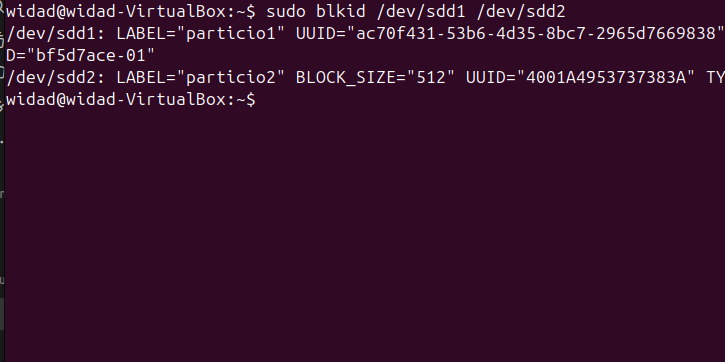 widad@widad-VirtualBox:~$ sudo blkid /dev/sdd1 /dev/sdd2
/dev/sdd1: LABEL="particio1" UUID="ac70f431-53b6-4d35-8bc7-2965d7669838"
D="bf5d7ace-01"
/dev/sdd2: LABEL="particio2" BLOCK_SIZE="512" UUID="4001A4953737383A" TY
widad@widad-VirtualBox:~$